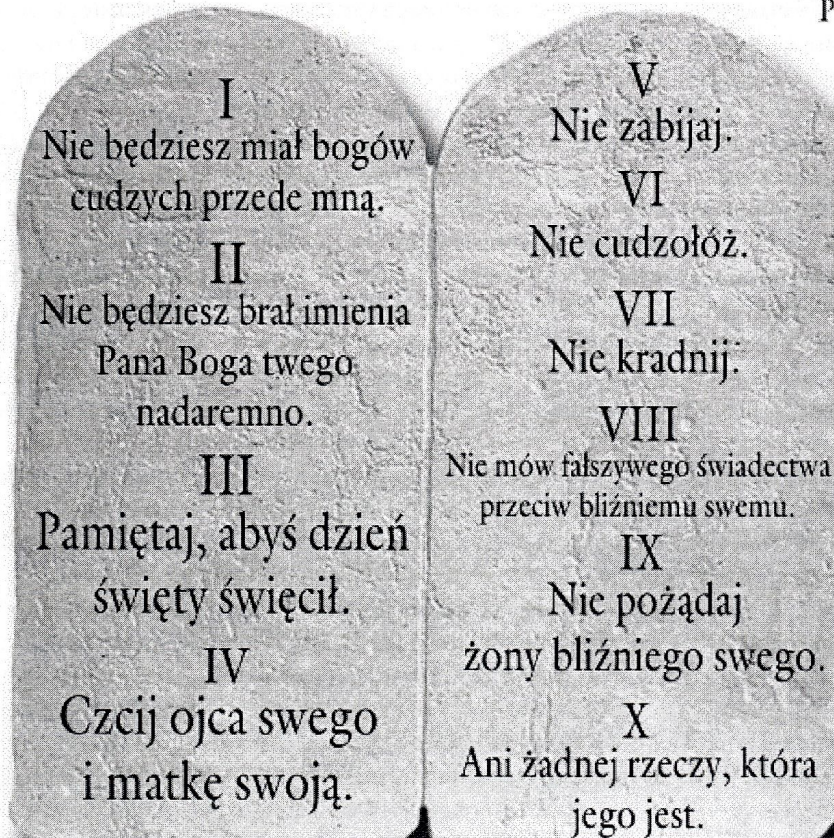 I
Nie będziesz miał bogów
cudzych przede mną.
II
Nie będziesz brał imienia
Pana Boga twego
nadaremno.
III
Pamiętaj, abyś dzień
święty święcił.
IV
Czcij ojca swego
i matkę swoją.
V
Nie zabijaj.
VI
Nie cudzołóż.
VII
Nie kradnij.
VIII
Nie mów fałszywego świadectwa
przeciw bliźniemu swemu.
IX
Nie pożądaj
żony bliźniego swego.
X
Ani żadnej rzeczy, która
jego jest.